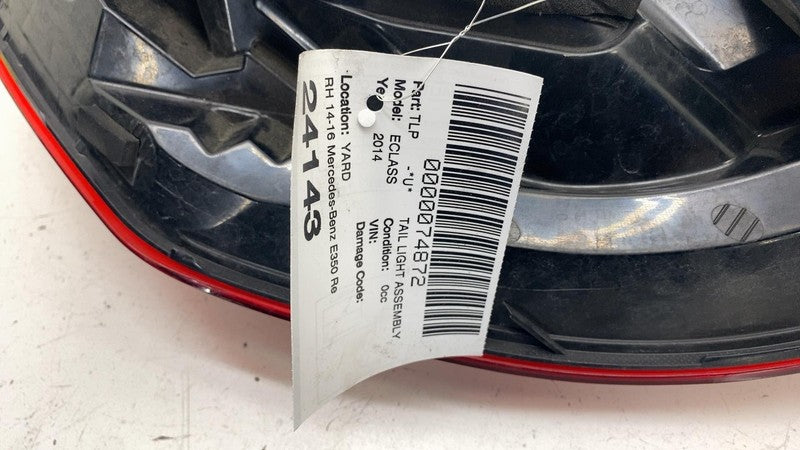 0000074872
Part: TLP -*U* TAIL LIGHT ASSEMBLY
Model: ECLASS Condition: 0cc
Ye 2014 VIN:
Damage Code:
Location: YARD
RH 14-16 Mercedes-Benz E350 Re
24143